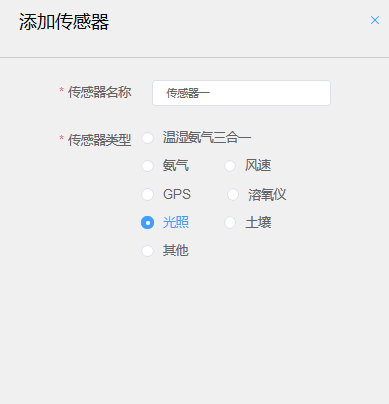 添加传感器
* 传感器名称 传感器一
* 传感器类型 温湿氨气三合一
氨气 风速
GPS 溶氧仪
光照 土壤
其他